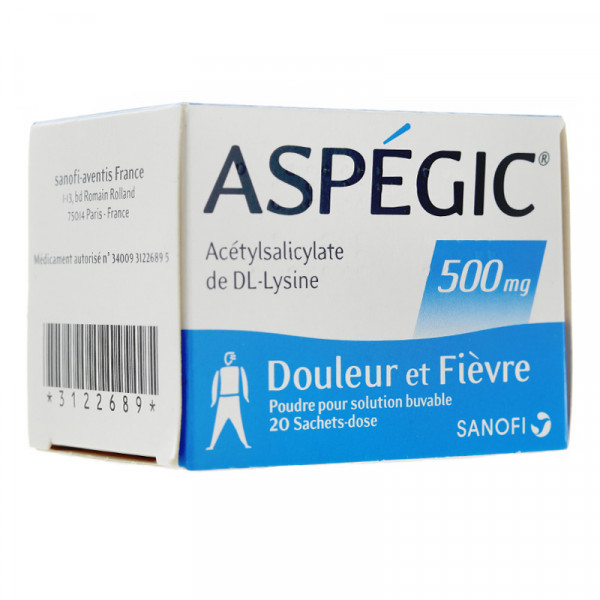 sanofi-aventis France
1-13, bd Romain Rolland
75014 Paris - France
Médicament autorisé n° 34009 3122689 5
*3122689*
ASPÉGIC®
Acétylsalicylate
de DL-Lysine
500 mg
Douleur et Fièvre
Poudre pour solution buvable
20 Sachets-dose
SANOFI